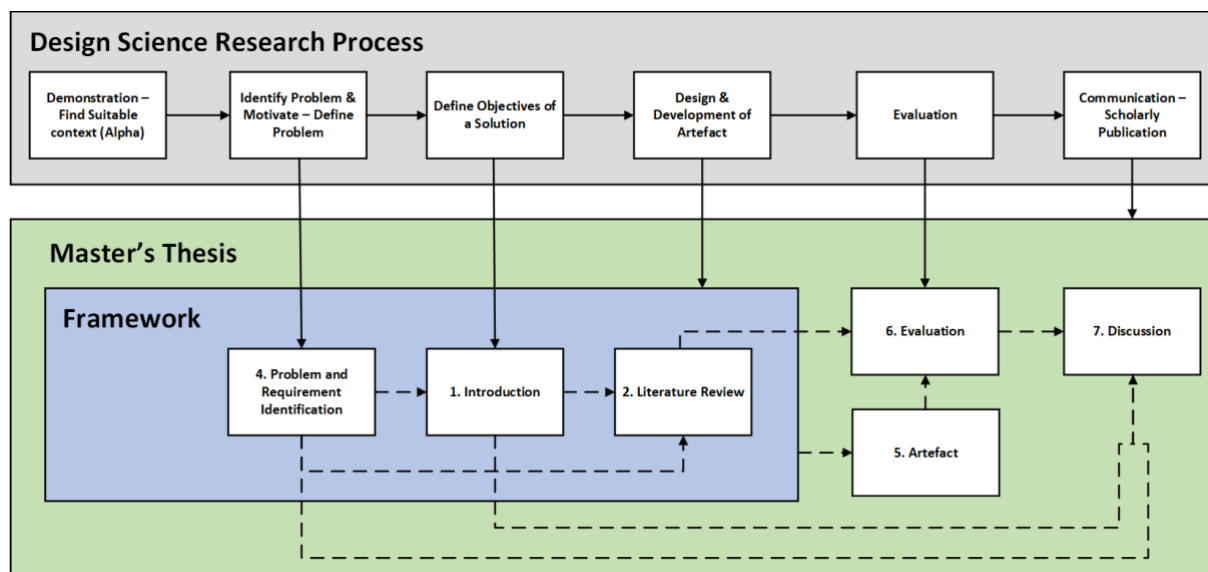 Design Science Research Process
Demonstration –
Find Suitable
context (Alpha)
Identify Problem &
Motivate – Define
Problem
Define Objectives of
a Solution
Design &
Development of
Artefact
Evaluation
Communication –
Scholarly
Publication
Master's Thesis
Framework
4. Problem and
Requirement
Identification
1. Introduction
2. Literature Review
6. Evaluation
7. Discussion
5. Artefact